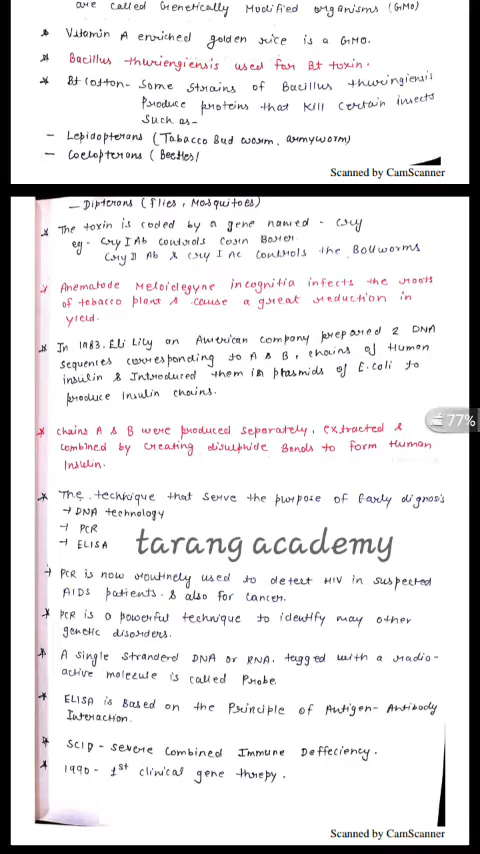 are called Genetically Modified organisms (GMO)
* Vitamin A enriched golden rice is a GMO.
* Bacillus thuriengiensis used for Bt toxin.
* Bt Cotton - Some strains of Bacillus thuringiensis
Produce proteins that kill certain insects
such as -
- Lepidopterans (Tobacco Bud worm, armyworm)
- Coelopterons (Beetles)
Scanned by CamScanner
- Dipterons (flies, Mosquitoes)
* The toxin is coded by a gene named - cry
eg - Cry I Ab controls Corn Borer.
Cry II Ab & cry I Ac controls the Bollworms
* Anematode Meloidegyne incognitia infects the roots
of tobacco plant & cause a great reduction in
yield.
* In 1983. Eli Lily an American company prepared 2 DNA
sequences corresponding to A & B, chains of Human
insulin & Introduced them in plasmids of E.coli to
produce Insulin chains.
77%
* chains A & B were produced separately, extracted &
combined by creating disulphide Bonds to form Human
Insulin.
* The technique that serve the purpose of Early dignosis
→ DNA technology
→ PCR
→ ELISA
tarang academy
→ PCR is now routinely used to detect HIV in suspected
AIDS patients & also for cancer.
* PCR is a powerful technique to identify may other
genetic disorders.
* A single stranderd DNA or RNA. tagged with a radio-
active molecule is called Probe.
* ELISA is Based on the Principle of Antigen - Antibody
Interaction.
* SCID - Severe Combined Immune Deffeciency.
* 1990 - 1st clinical gene threpy.
Scanned by CamScanner